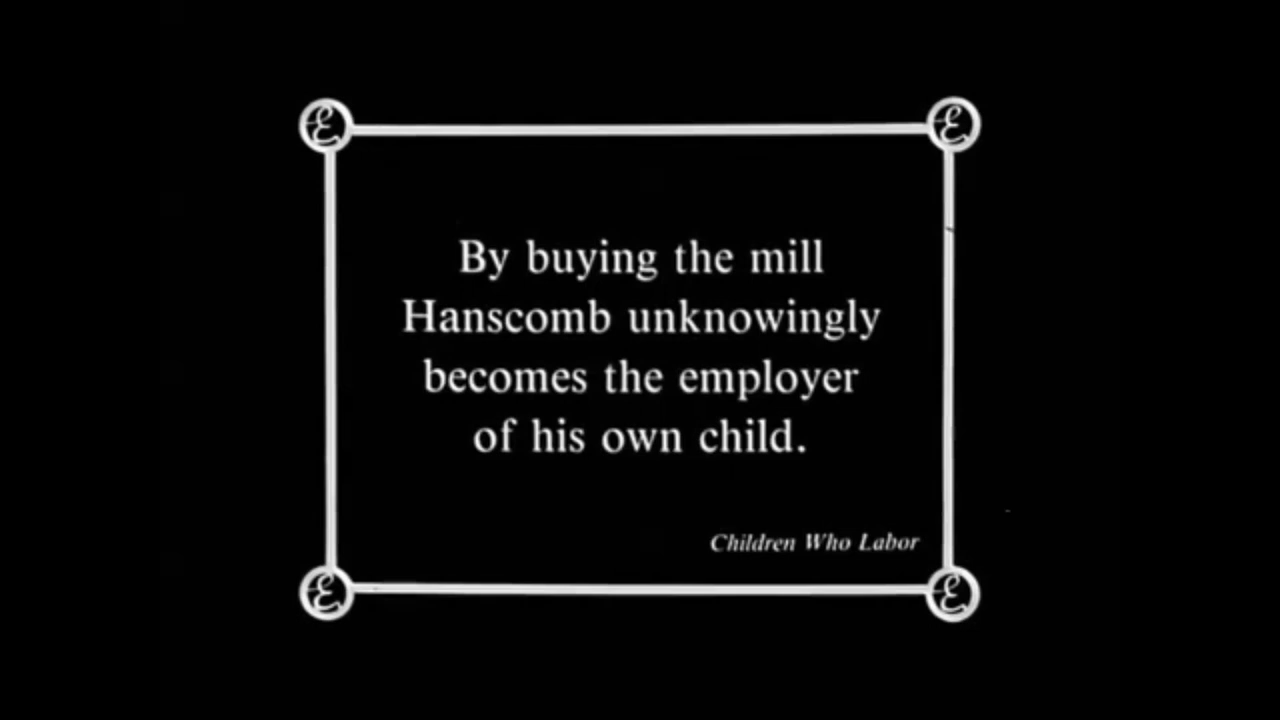 E E
By buying the mill
Hanscomb unknowingly
becomes the employer
of his own child.
Children Who Labor
E E